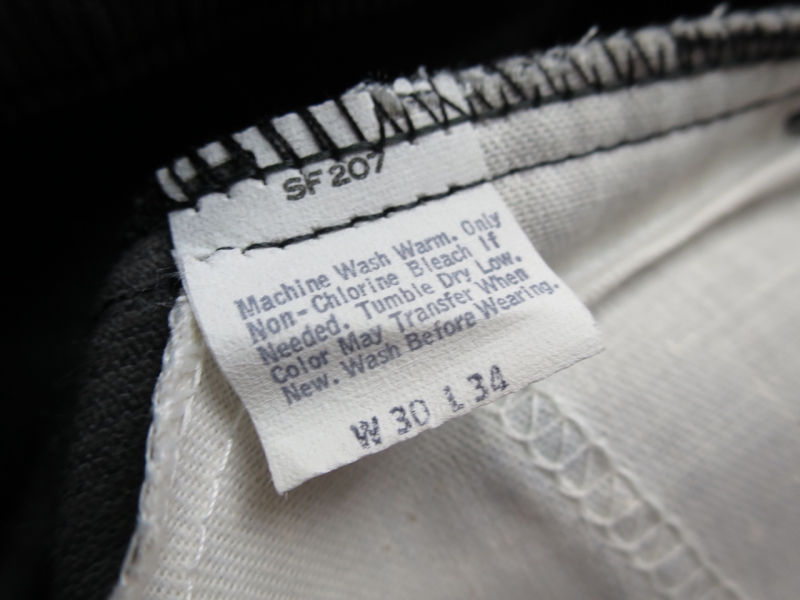 SF 207
Machine Wash Warm. Only
Non-Chlorine Bleach If
Needed. Tumble Dry Low.
Color May Transfer When
New. Wash Before Wearing.
W 30 L 34